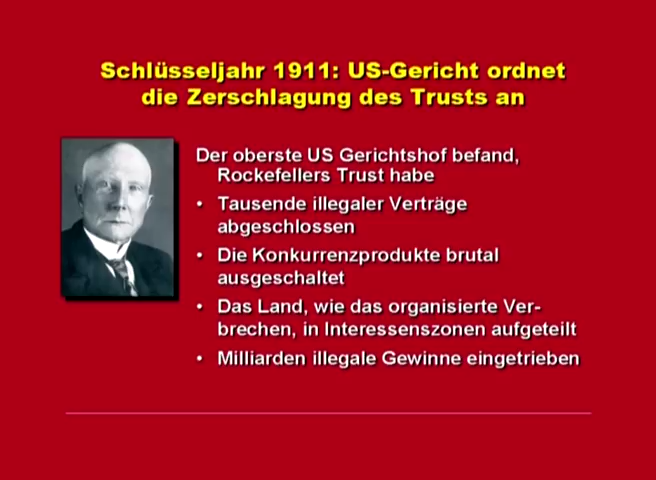 Schlüsseljahr 1911: US-Gericht ordnet
die Zerschlagung des Trusts an
Der oberste US Gerichtshof befand,
Rockefellers Trust habe
• Tausende illegaler Verträge
abgeschlossen
• Die Konkurrenzprodukte brutal
ausgeschaltet
• Das Land, wie das organisierte Ver-
brechen, in Interessenszonen aufgeteilt
• Milliarden illegale Gewinne eingetrieben